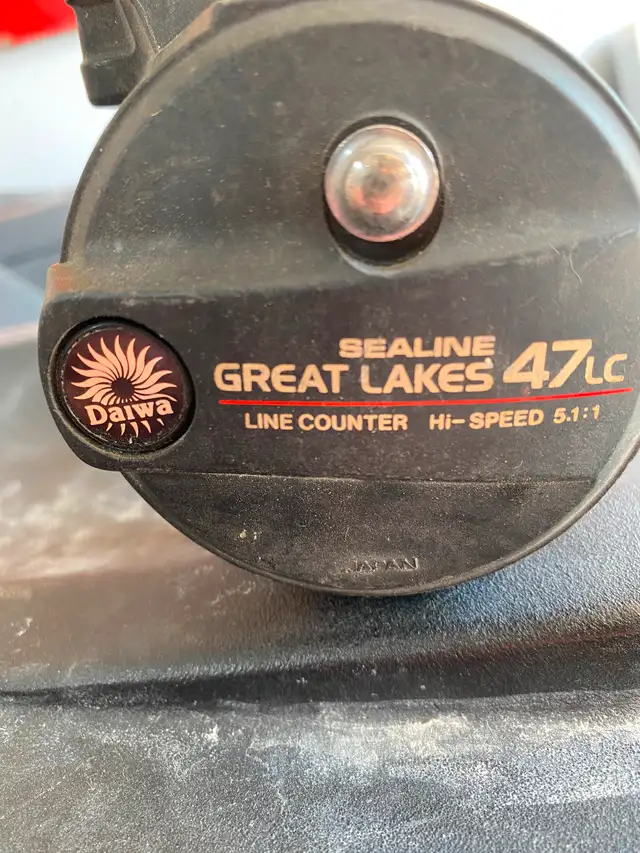 SEALINE
GREAT LAKES 47LC
Daiwa
LINE COUNTER Hi-SPEED 5.1:1
JAPAN